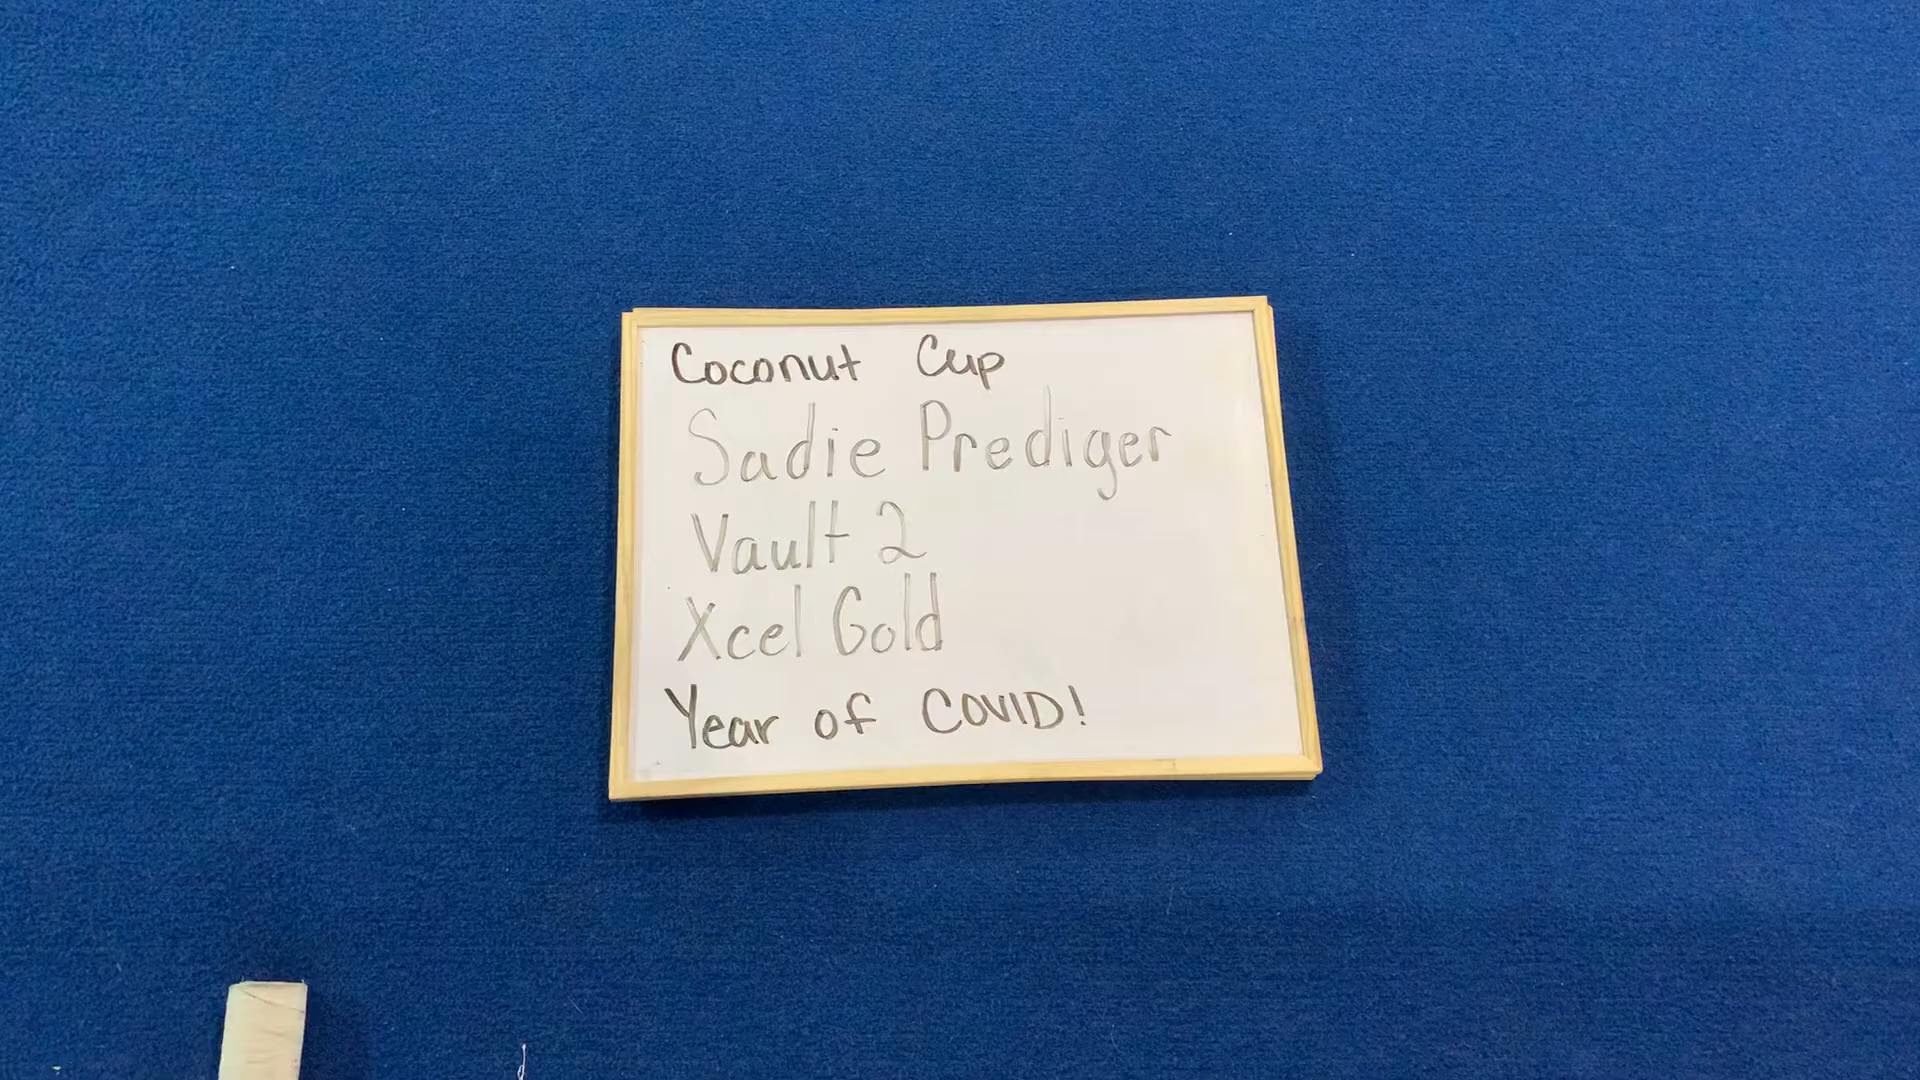 Coconut Cup
Sadie Prediger
Vault 2
Xcel Gold
Year of COVID!